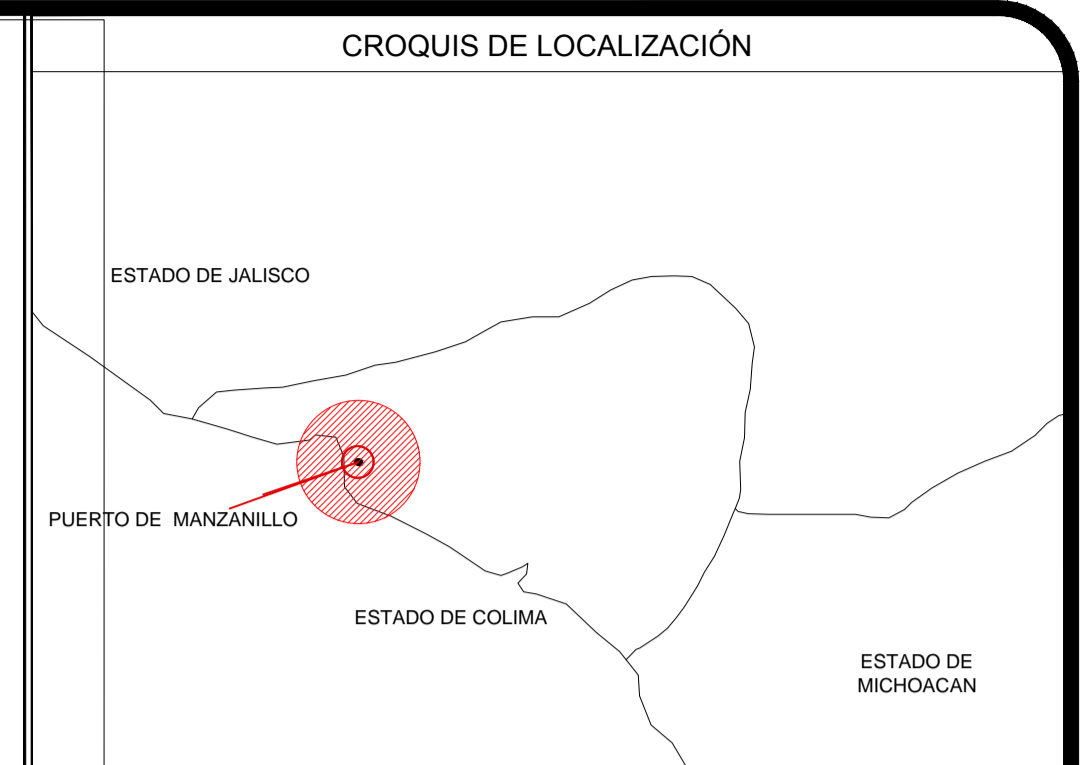 CROQUIS DE LOCALIZACIÓN
ESTADO DE JALISCO
PUERTO DE MANZANILLO
ESTADO DE COLIMA
ESTADO DE
MICHOACAN